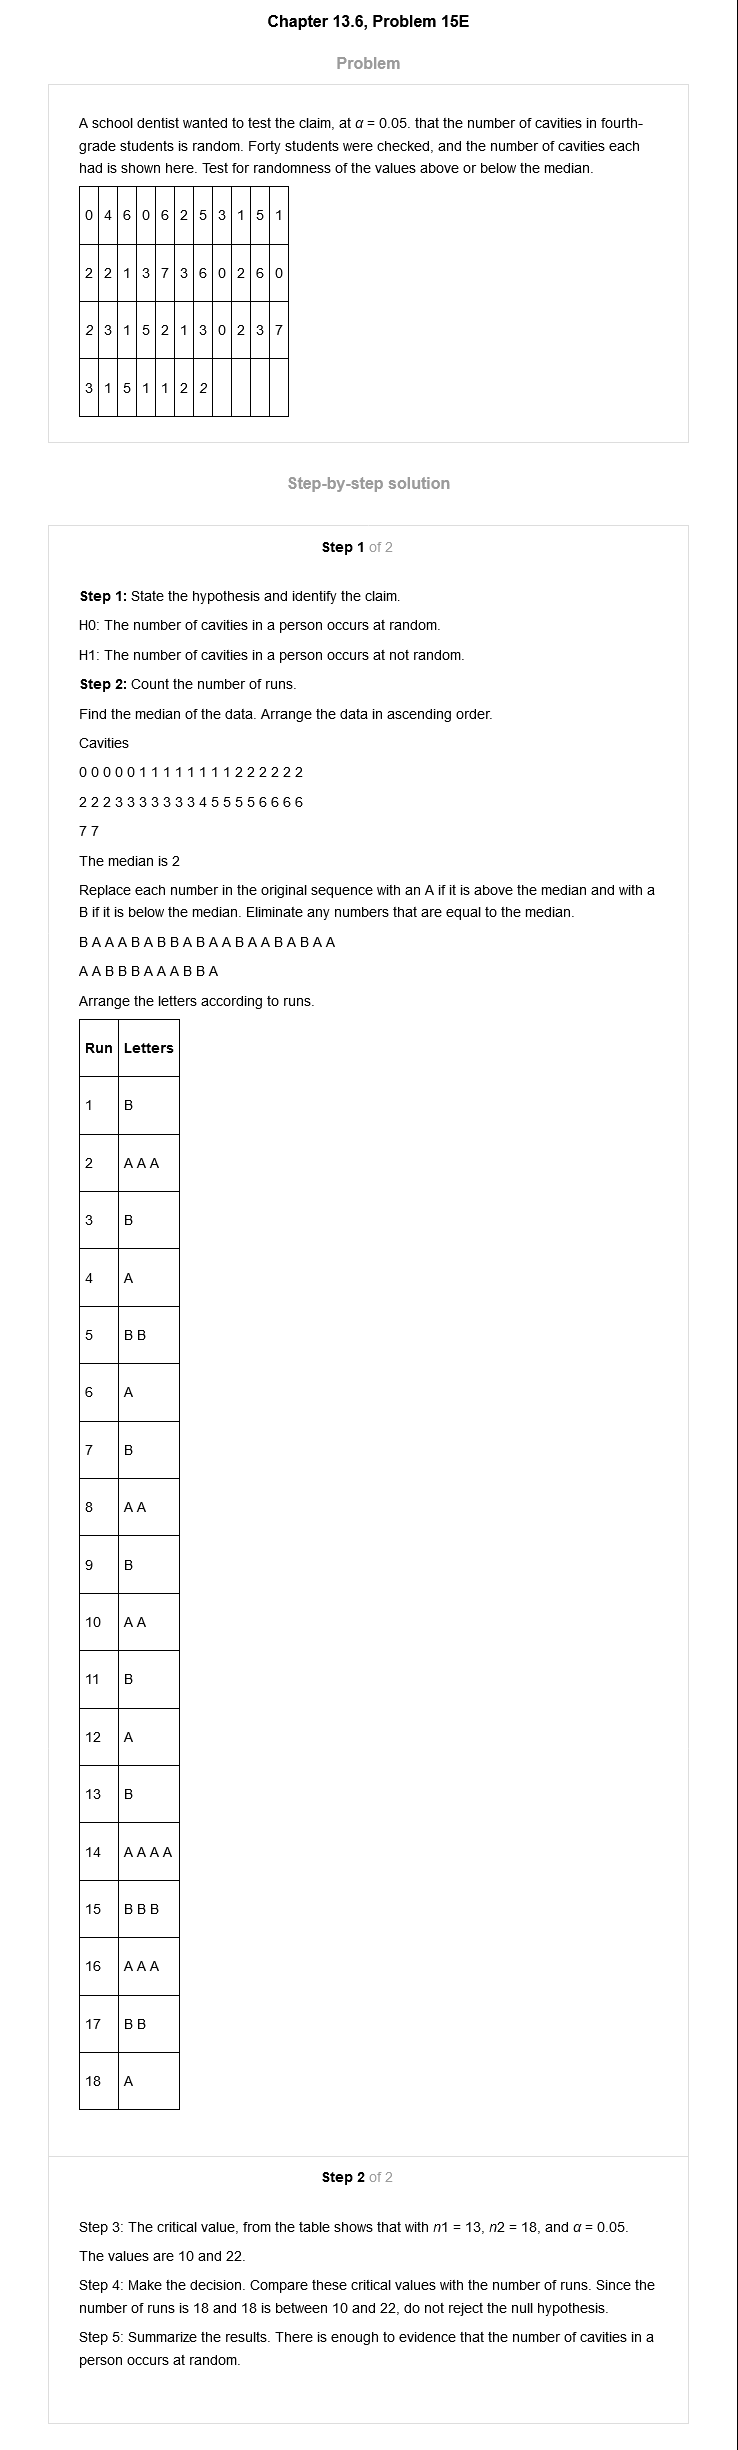 Chapter 13.6, Problem 15E
Problem
A school dentist wanted to test the claim, at α = 0.05. that the number of cavities in fourth-
grade students is random. Forty students were checked, and the number of cavities each
had is shown here. Test for randomness of the values above or below the median.
0 4 6 0 6 2 5 3 1 5 1
2 2 1 3 7 3 6 0 2 6 0
2 3 1 5 2 1 3 0 2 3 7
3 1 5 1 1 2 2
Step-by-step solution
Step 1 of 2
Step 1: State the hypothesis and identify the claim.
H0: The number of cavities in a person occurs at random.
H1: The number of cavities in a person occurs at not random.
Step 2: Count the number of runs.
Find the median of the data. Arrange the data in ascending order.
Cavities
0 0 0 0 0 1 1 1 1 1 1 1 1 2 2 2 2 2 2
2 2 2 3 3 3 3 3 3 3 4 5 5 5 5 6 6 6 6
7 7
The median is 2
Replace each number in the original sequence with an A if it is above the median and with a
B if it is below the median. Eliminate any numbers that are equal to the median.
B A A A B A B B A B A A B A A B A B A A
A A B B B A A A B B A
Arrange the letters according to runs.
Run Letters
1 B
2 A A A
3 B
4 A
5 B B
6 A
7 B
8 A A
9 B
10 A A
11 B
12 A
13 B
14 A A A A
15 B B B
16 A A A
17 B B
18 A
Step 2 of 2
Step 3: The critical value, from the table shows that with n1 = 13, n2 = 18, and α = 0.05.
The values are 10 and 22.
Step 4: Make the decision. Compare these critical values with the number of runs. Since the
number of runs is 18 and 18 is between 10 and 22, do not reject the null hypothesis.
Step 5: Summarize the results. There is enough to evidence that the number of cavities in a
person occurs at random.